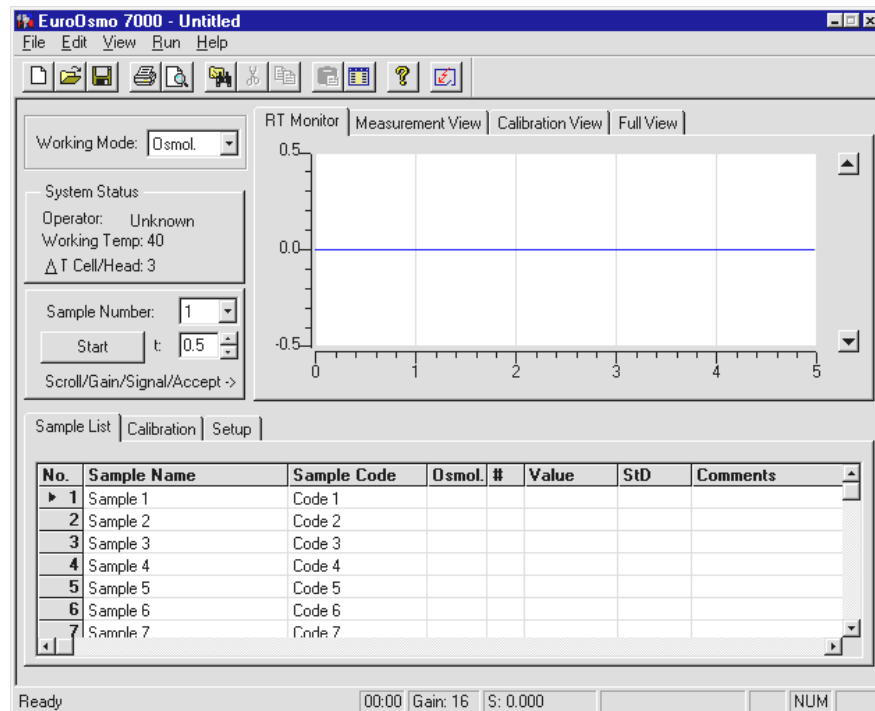 EuroOsmo 7000 - Untitled
File Edit View Run Help
Working Mode: Osmol.
System Status
Operator: Unknown
Working Temp: 40
Δ T Cell/Head: 3
Sample Number: 1
Start t: 0.5
Scroll/Gain/Signal/Accept ->
RT Monitor Measurement View Calibration View Full View
0.5
0.0
-0.5
0 1 2 3 4 5
Sample List Calibration Setup
No. Sample Name Sample Code Osmol. # Value StD Comments
1 Sample 1 Code 1
2 Sample 2 Code 2
3 Sample 3 Code 3
4 Sample 4 Code 4
5 Sample 5 Code 5
6 Sample 6 Code 6
7 Sample 7 Code 7
Ready 00:00 Gain: 16 S: 0.000 NUM